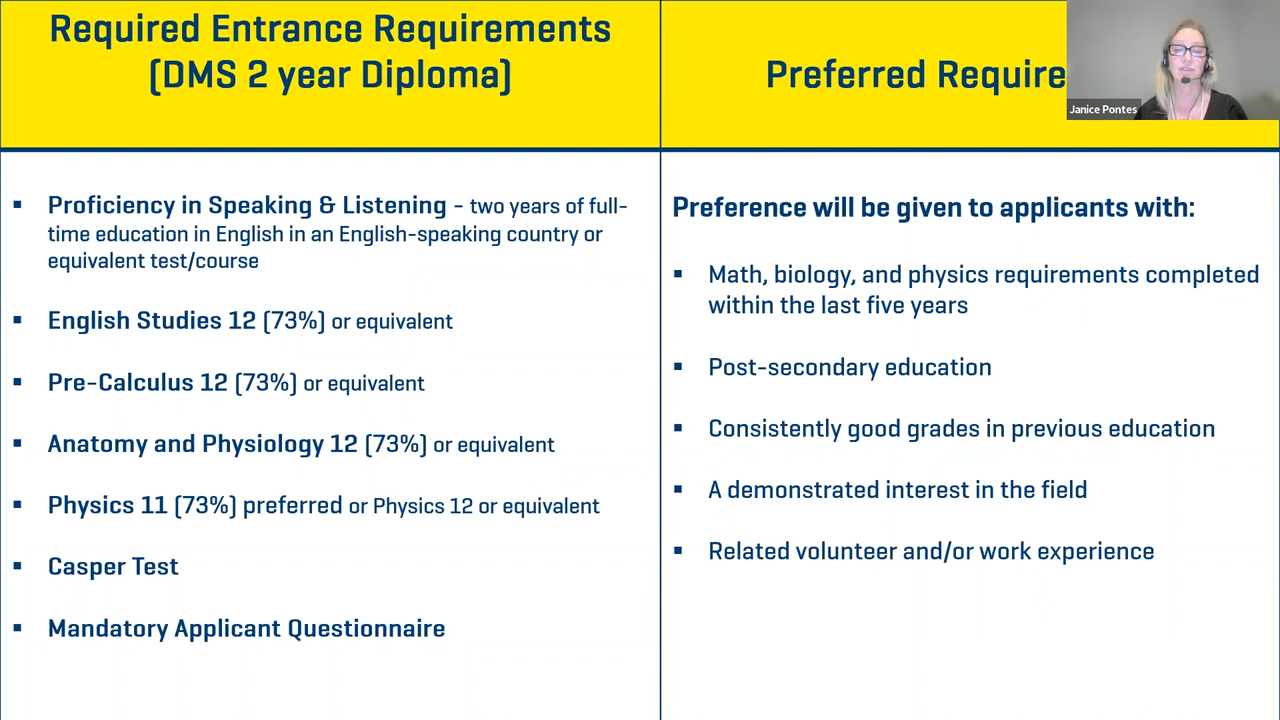 Required Entrance Requirements
(DMS 2 year Diploma)
Preferred Require
Janice Pontes
▪ Proficiency in Speaking & Listening - two years of full-
time education in English in an English-speaking country or
equivalent test/course
▪ English Studies 12 (73%) or equivalent
▪ Pre-Calculus 12 (73%) or equivalent
▪ Anatomy and Physiology 12 (73%) or equivalent
▪ Physics 11 (73%) preferred or Physics 12 or equivalent
▪ Casper Test
▪ Mandatory Applicant Questionnaire
Preference will be given to applicants with:
▪ Math, biology, and physics requirements completed
within the last five years
▪ Post-secondary education
▪ Consistently good grades in previous education
▪ A demonstrated interest in the field
▪ Related volunteer and/or work experience